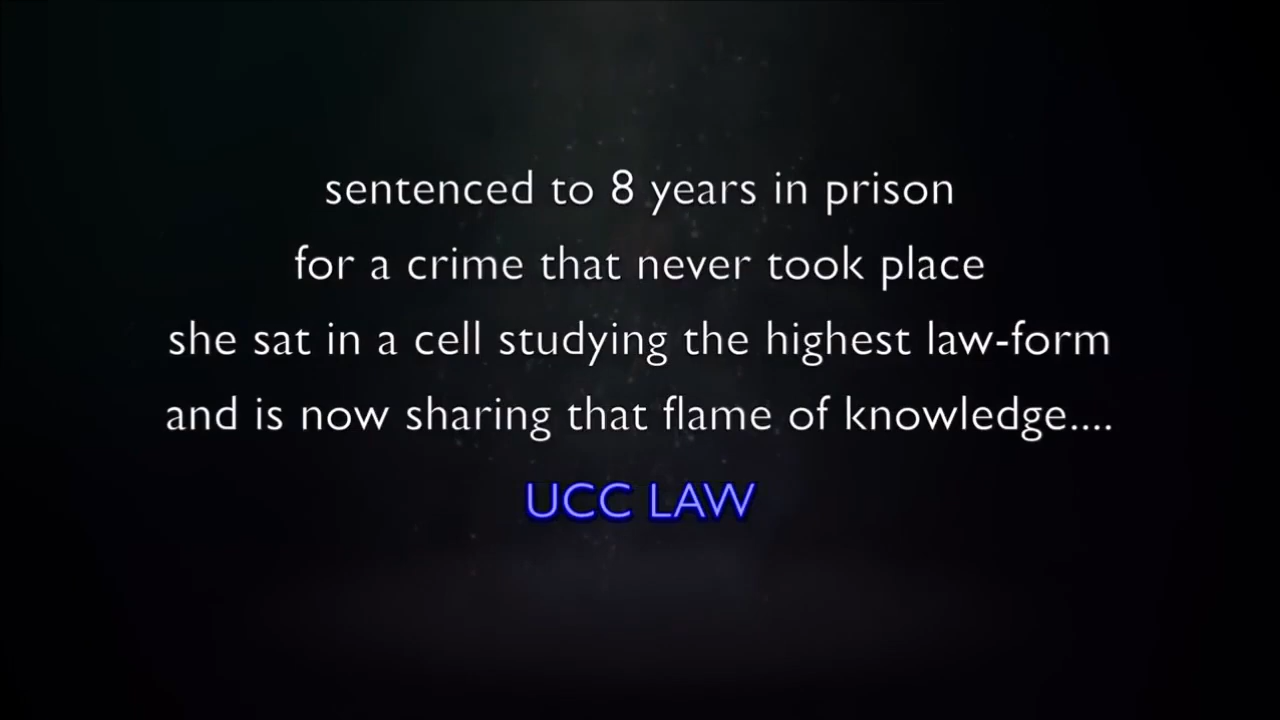 sentenced to 8 years in prison
for a crime that never took place
she sat in a cell studying the highest law-form
and is now sharing that flame of knowledge....
UCC LAW